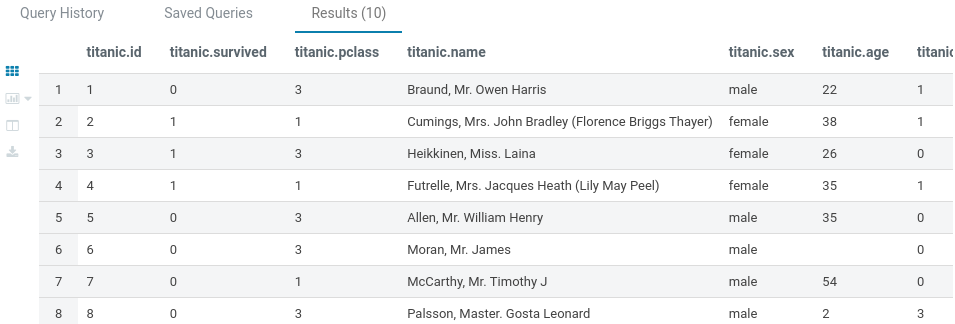 Query History Saved Queries Results (10)
titanic.id titanic.survived titanic.pclass titanic.name titanic.sex titanic.age titanic
1 1 0 3 Braund, Mr. Owen Harris male 22 1
2 2 1 1 Cumings, Mrs. John Bradley (Florence Briggs Thayer) female 38 1
3 3 1 3 Heikkinen, Miss. Laina female 26 0
4 4 1 1 Futrelle, Mrs. Jacques Heath (Lily May Peel) female 35 1
5 5 0 3 Allen, Mr. William Henry male 35 0
6 6 0 3 Moran, Mr. James male 0
7 7 0 1 McCarthy, Mr. Timothy J male 54 0
8 8 0 3 Palsson, Master. Gosta Leonard male 2 3